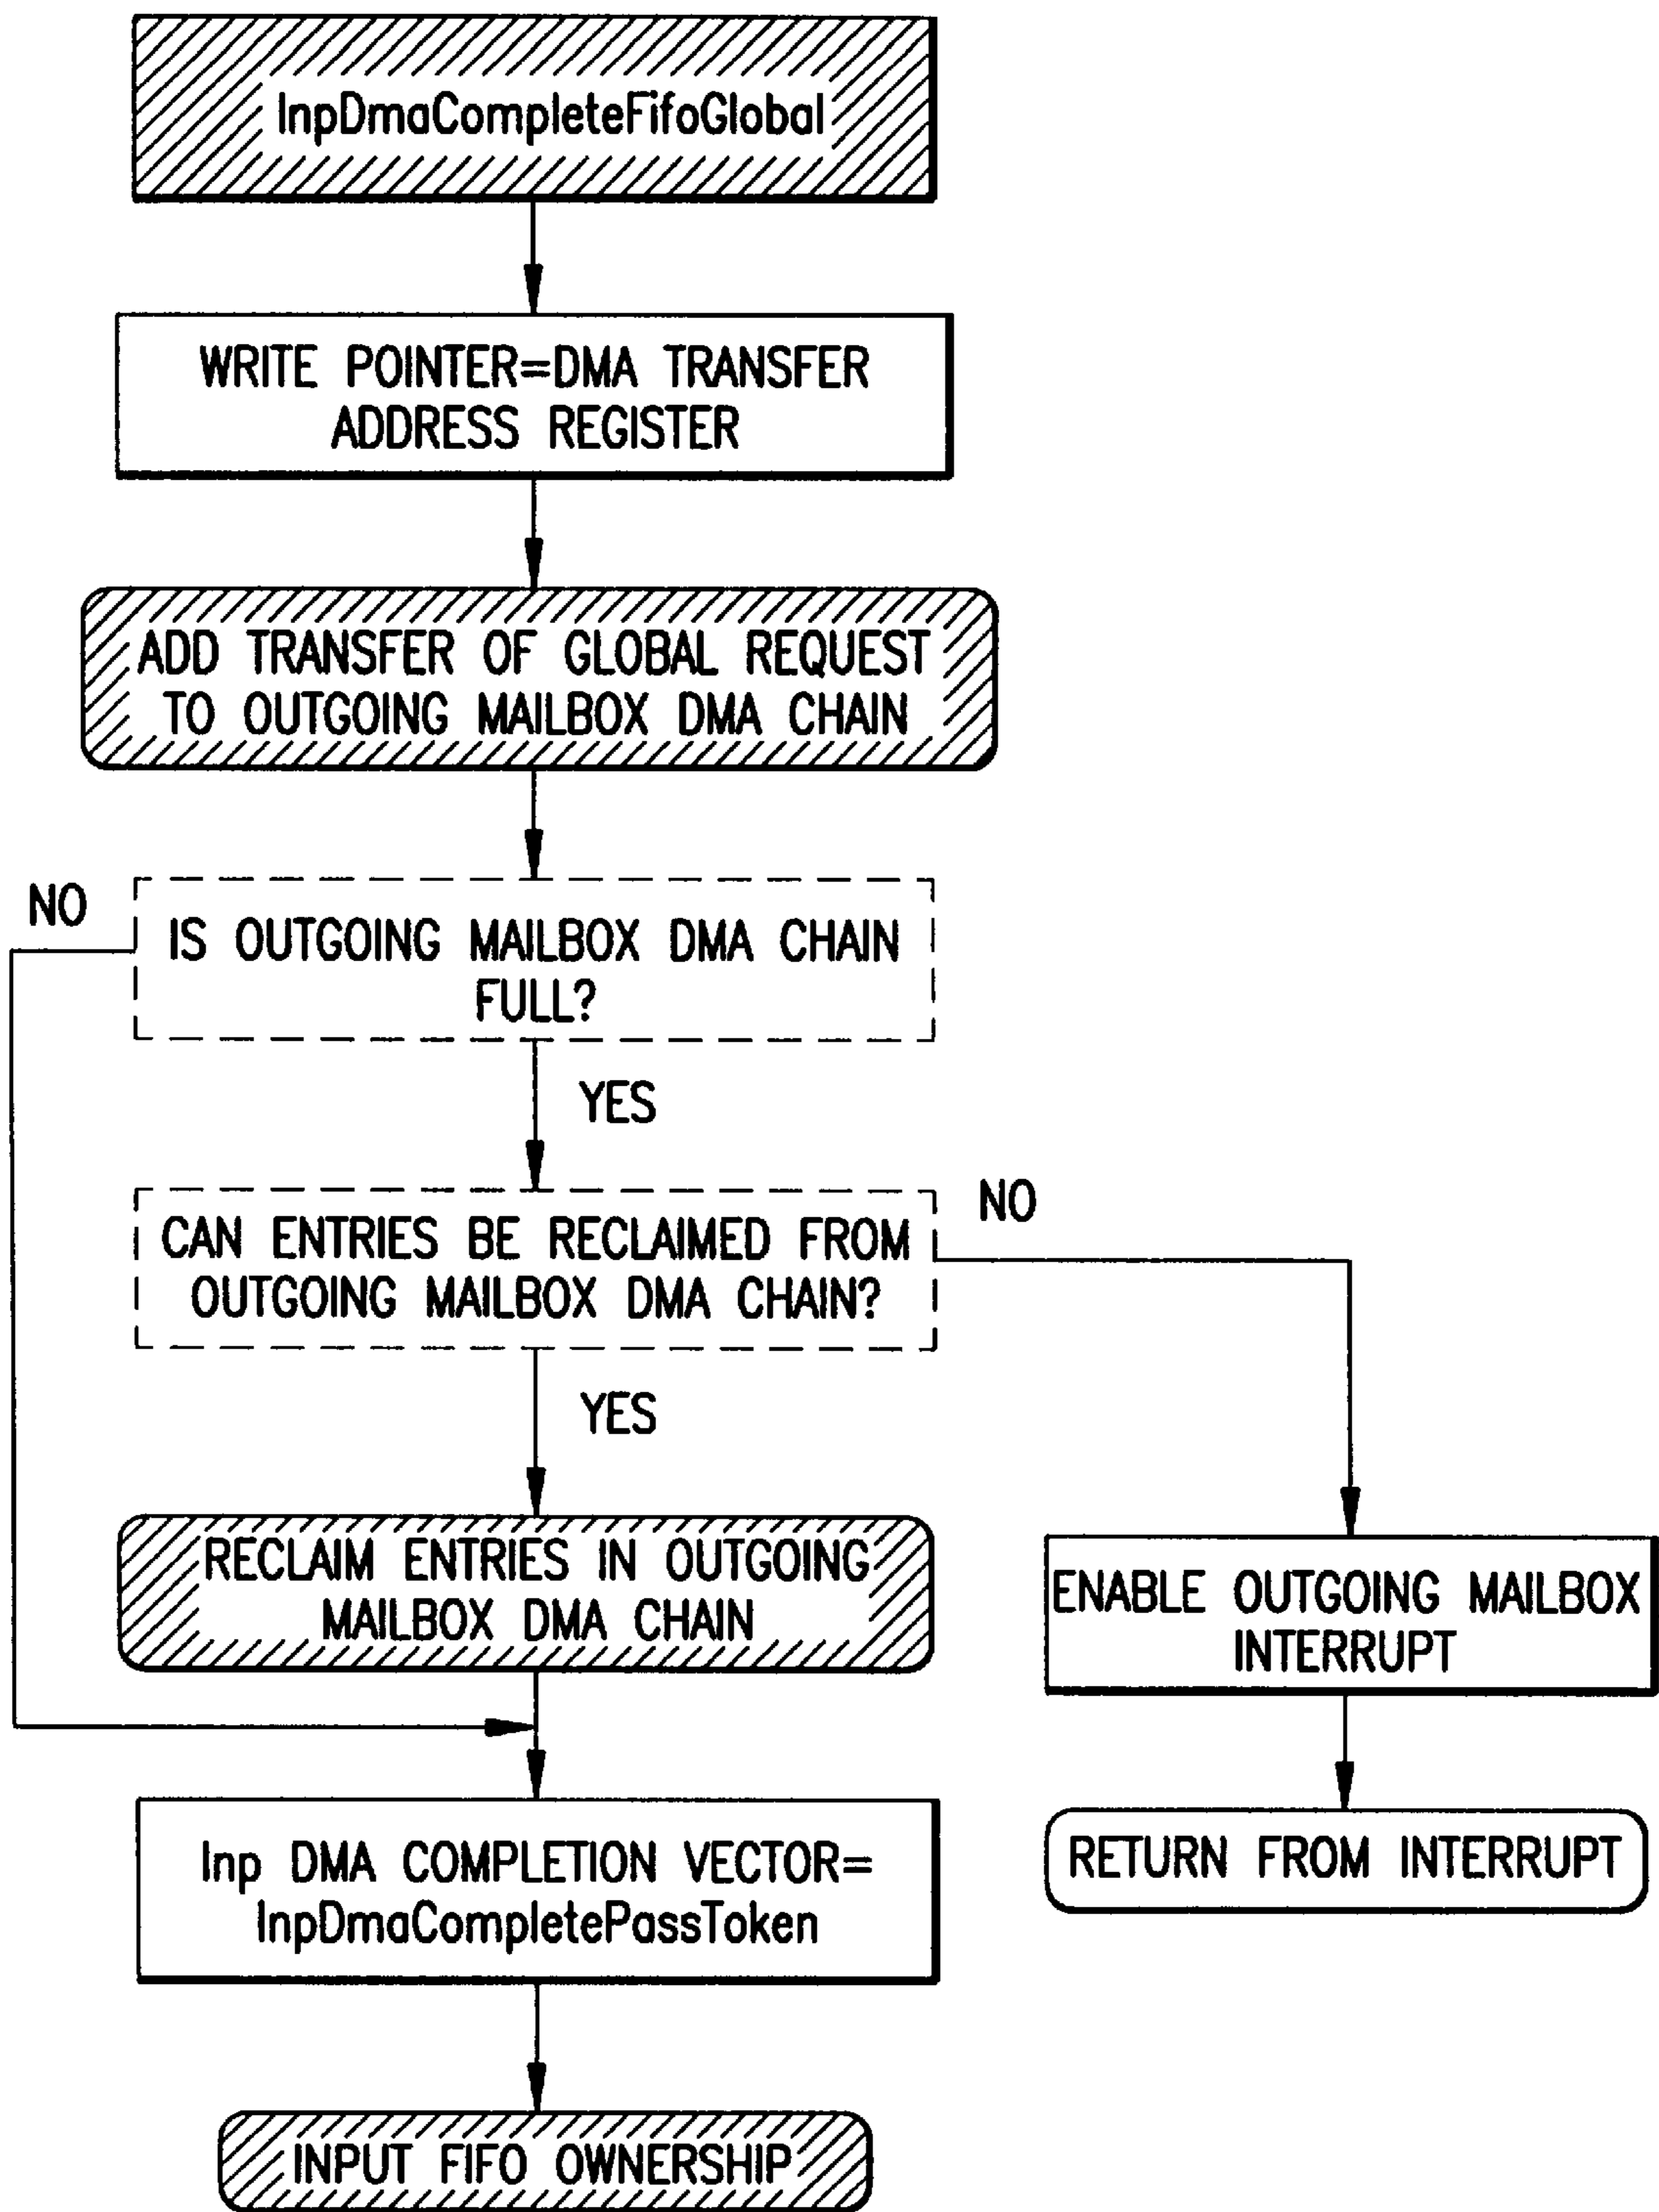 InpDmaCompleteFifoGlobal
WRITE POINTER=DMA TRANSFER
ADDRESS REGISTER
ADD TRANSFER OF GLOBAL REQUEST
TO OUTGOING MAILBOX DMA CHAIN
NO
IS OUTGOING MAILBOX DMA CHAIN
FULL?
YES
CAN ENTRIES BE RECLAIMED FROM
OUTGOING MAILBOX DMA CHAIN?
NO
YES
RECLAIM ENTRIES IN OUTGOING
MAILBOX DMA CHAIN
ENABLE OUTGOING MAILBOX
INTERRUPT
Inp DMA COMPLETION VECTOR=
InpDmaCompletePassToken
RETURN FROM INTERRUPT
INPUT FIFO OWNERSHIP